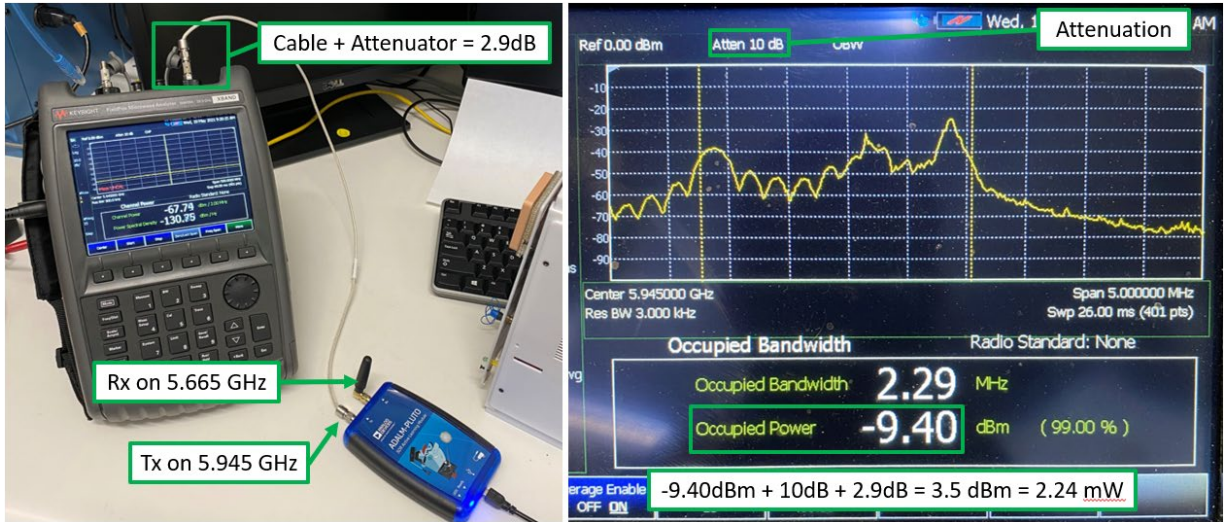 Cable + Attenuator = 2.9dB
KEYSIGHT
Channel Power
-67.74
-130.75
Rx on 5.665 GHz
Tx on 5.945 GHz
ADALM-PLUTO
Wed, 1
AM
Attenuation
Ref 0.00 dBm
Atten 10 dB
OBW
-10
-20
-30
-40
-50
-60
-70
-80
-90
Center 5.945000 GHz
Span 5.000000 MHz
Res BW 3.000 kHz
Swp 26.00 ms (401 pts)
Occupied Bandwidth
Radio Standard: None
Occupied Bandwidth 2.29 MHz
Occupied Power -9.40 dBm (99.00 %)
-9.40dBm + 10dB + 2.9dB = 3.5 dBm = 2.24 mW
erage Enable
OFF ON